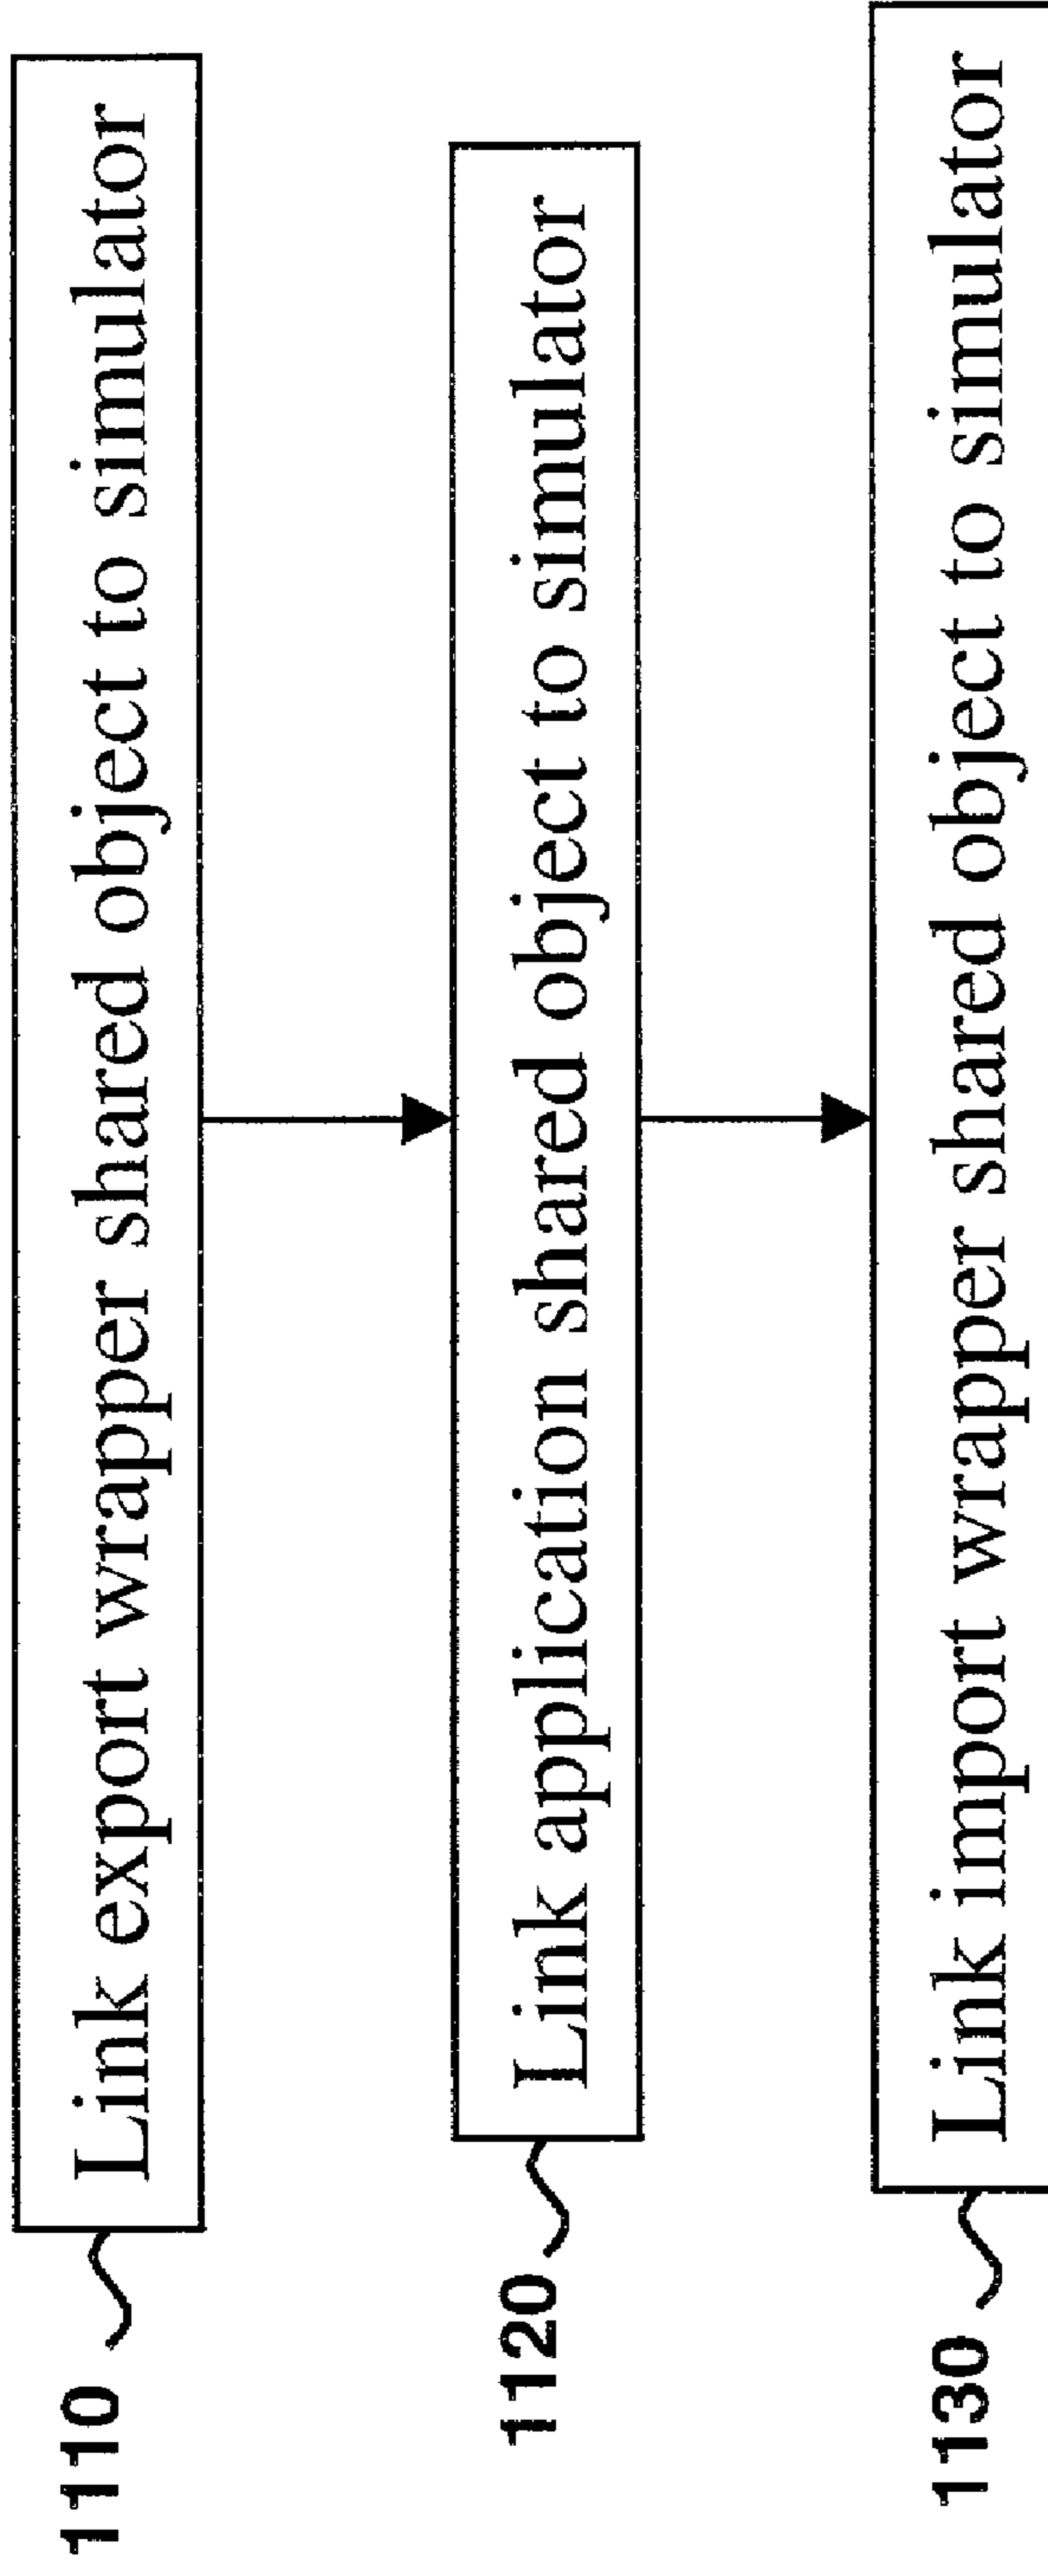 1110 Link export wrapper shared object to simulator
1120 Link application shared object to simulator
1130 Link import wrapper shared object to simulator